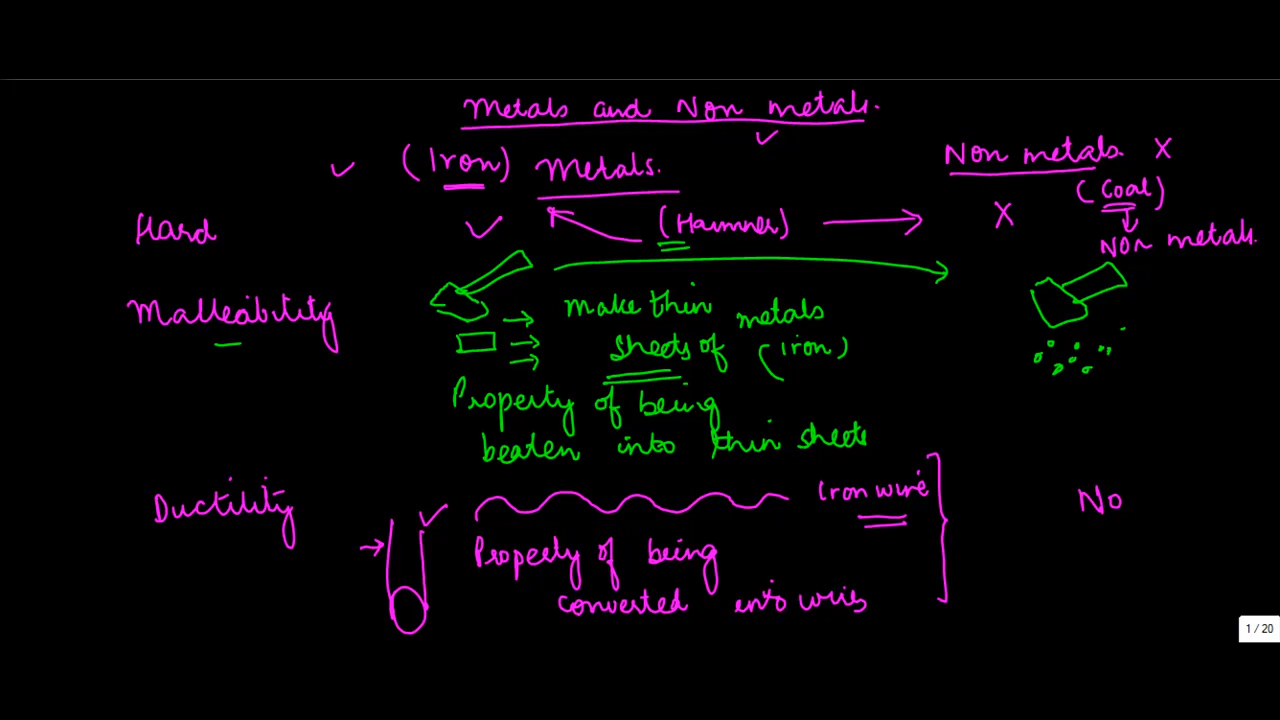 Metals and Non metals.
(Iron) Metals.
Non metals X
(Coal)
Hard
(Hammer)
X
Non metals.
Malleability
make thin metals
sheets of (iron)
Property of being
beaten into thin sheets
Ductility
Iron wire
No
Property of being
converted into wires
1 / 20